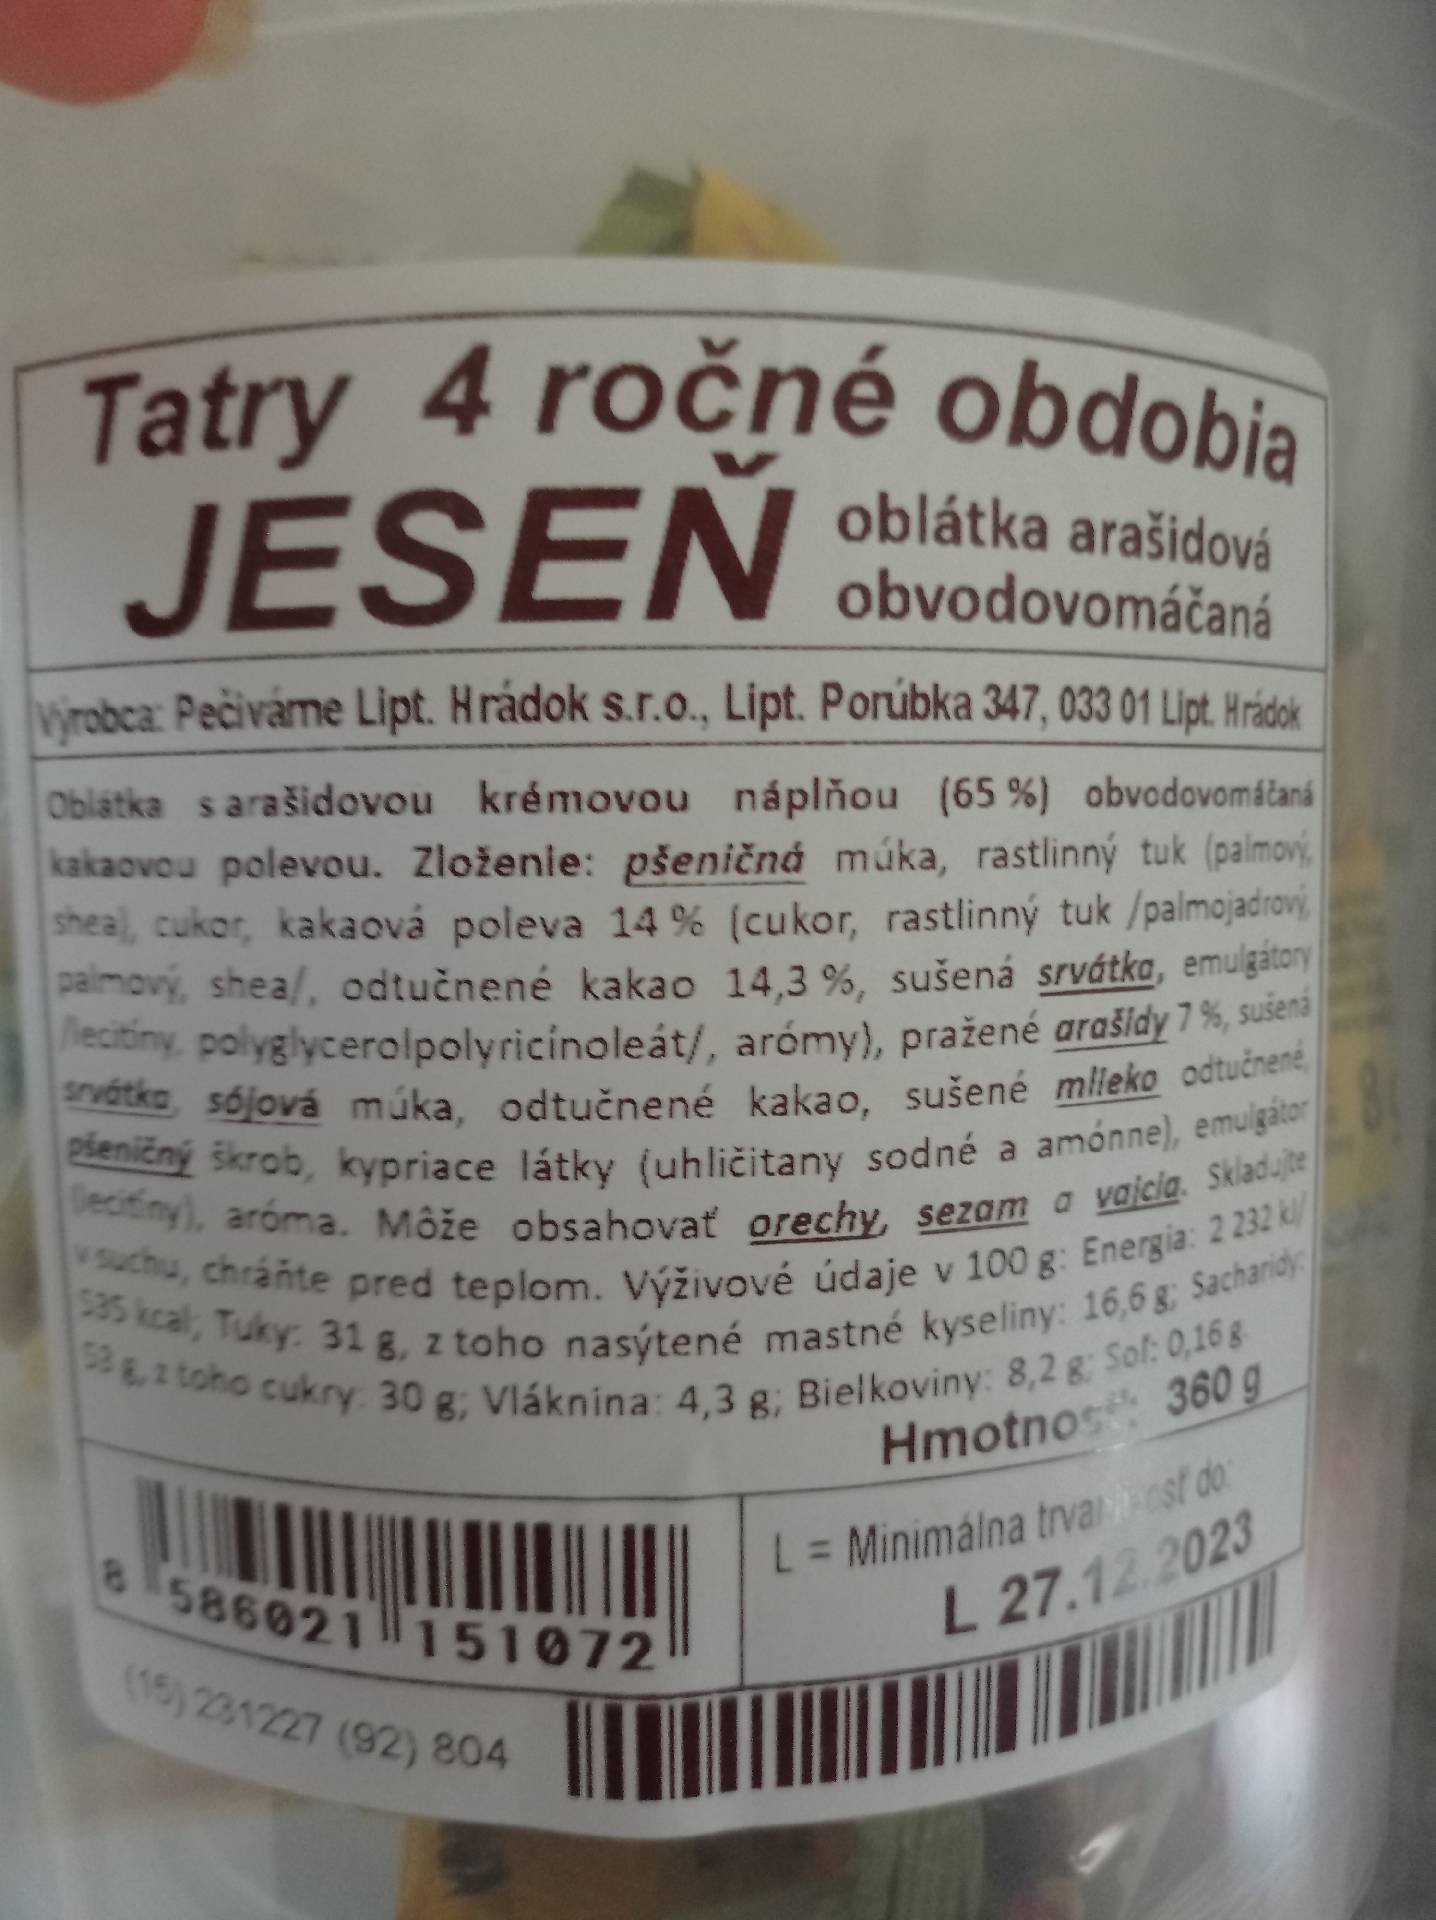 Tatry 4 ročné obdobia
JESEŇ
oblátka arašidová
obvodovomáčaná
Výrobca: Pečivárne Lipt. Hrádok s.r.o., Lipt. Porúbka 347, 033 01 Lipt. Hrádok
Oblátka s arašidovou krémovou náplňou (65 %) obvodovomáčaná
kakaovou polevou. Zloženie: pšeničná múka, rastlinný tuk (palmový,
shea), cukor, kakaová poleva 14 % (cukor, rastlinný tuk /palmojadrový,
palmový, shea/, odtučnené kakao 14,3 %, sušená srvátka, emulgátory
/lecitíny, polyglycerolpolyricínoleát/, arómy), pražené arašidy 7 %, sušená
srvátka, sójová múka, odtučnené kakao, sušené mlieko odtučnené,
pšeničný škrob, kypriace látky (uhličitany sodné a amónne), emulgátor
(lecitíny), aróma. Môže obsahovať orechy, sezam a vajcia. Skladujte
v suchu, chráňte pred teplom. Výživové údaje v 100 g: Energia: 2 232 kJ/
535 kcal; Tuky: 31 g, z toho nasýtené mastné kyseliny: 16,6 g; Sacharidy:
53 g, z toho cukry: 30 g; Vláknina: 4,3 g; Bielkoviny: 8,2 g; Soľ: 0,16 g.
Hmotnosť: 360 g
L = Minimálna trvanlivosť do:
L 27.12.2023
8 586021 151072
(15) 231227 (92) 804